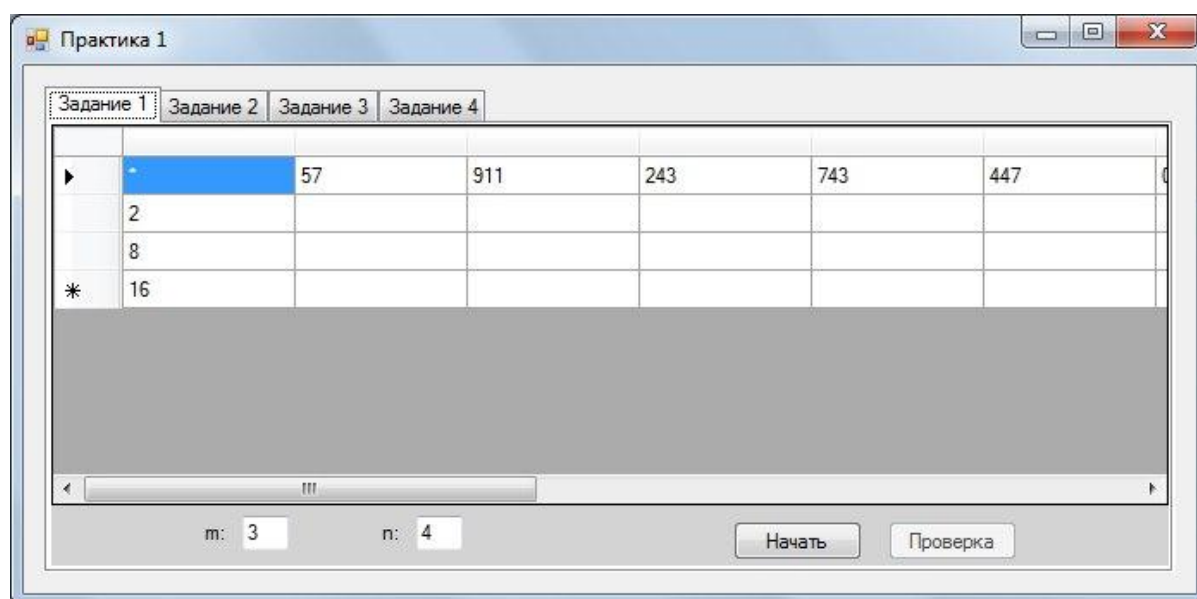 Практика 1
Задание 1 Задание 2 Задание 3 Задание 4
* 57 911 243 743 447
2
8
16
m: 3 n: 4 Начать Проверка